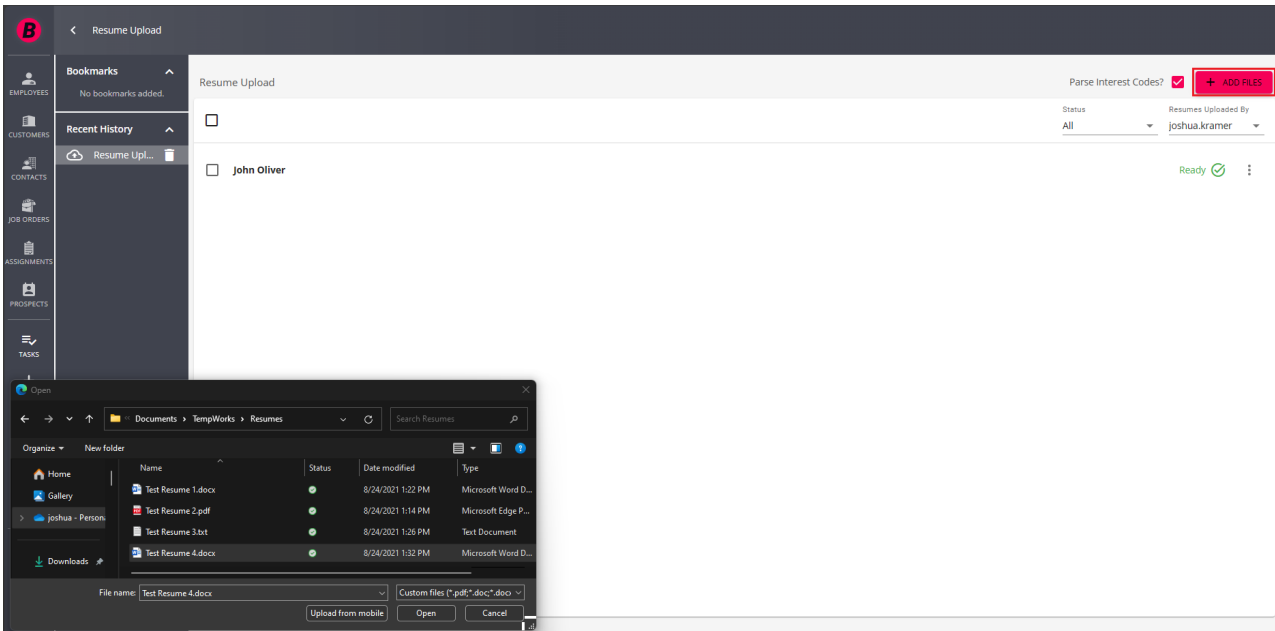 B
Resume Upload
EMPLOYEES
CUSTOMERS
CONTACTS
JOB ORDERS
ASSIGNMENTS
PROSPECTS
TASKS
Bookmarks
No bookmarks added.
Recent History
Resume Upl...
Resume Upload
Parse Interest Codes?
+ ADD FILES
Status
All
Resumes Uploaded By
joshua.kramer
John Oliver
Ready
Open
Documents > TempWorks > Resumes
Search Resumes
Organize
New folder
Home
Gallery
joshua - Person
Downloads
Name Status Date modified Type
Test Resume 1.docx 8/24/2021 1:22 PM Microsoft Word D...
Test Resume 2.pdf 8/24/2021 1:14 PM Microsoft Edge P...
Test Resume 3.txt 8/24/2021 1:26 PM Text Document
Test Resume 4.docx 8/24/2021 1:32 PM Microsoft Word D...
File name: Test Resume 4.docx
Custom files (*.pdf;*.doc;*.doc
Upload from mobile
Open
Cancel